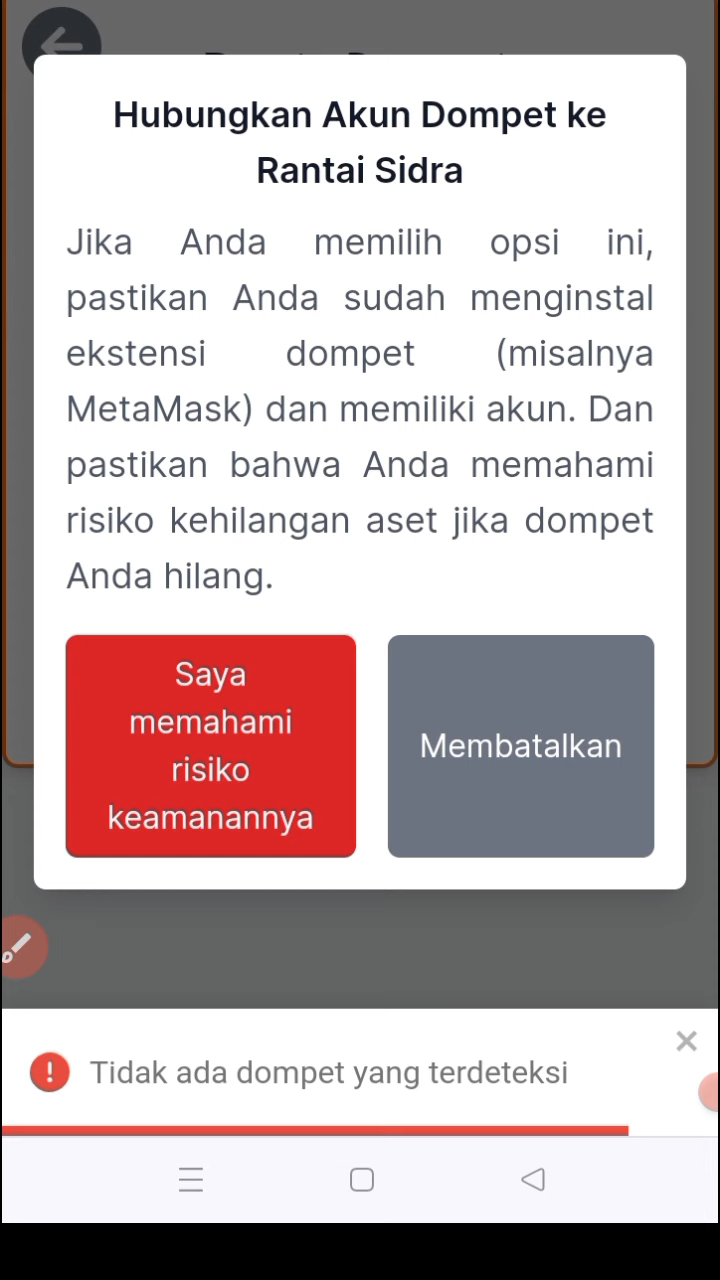 Hubungkan Akun Dompet ke
Rantai Sidra
Jika Anda memilih opsi ini,
pastikan Anda sudah menginstal
ekstensi dompet (misalnya
MetaMask) dan memiliki akun. Dan
pastikan bahwa Anda memahami
risiko kehilangan aset jika dompet
Anda hilang.
Saya
memahami
risiko
keamanannya
Membatalkan
Tidak ada dompet yang terdeteksi